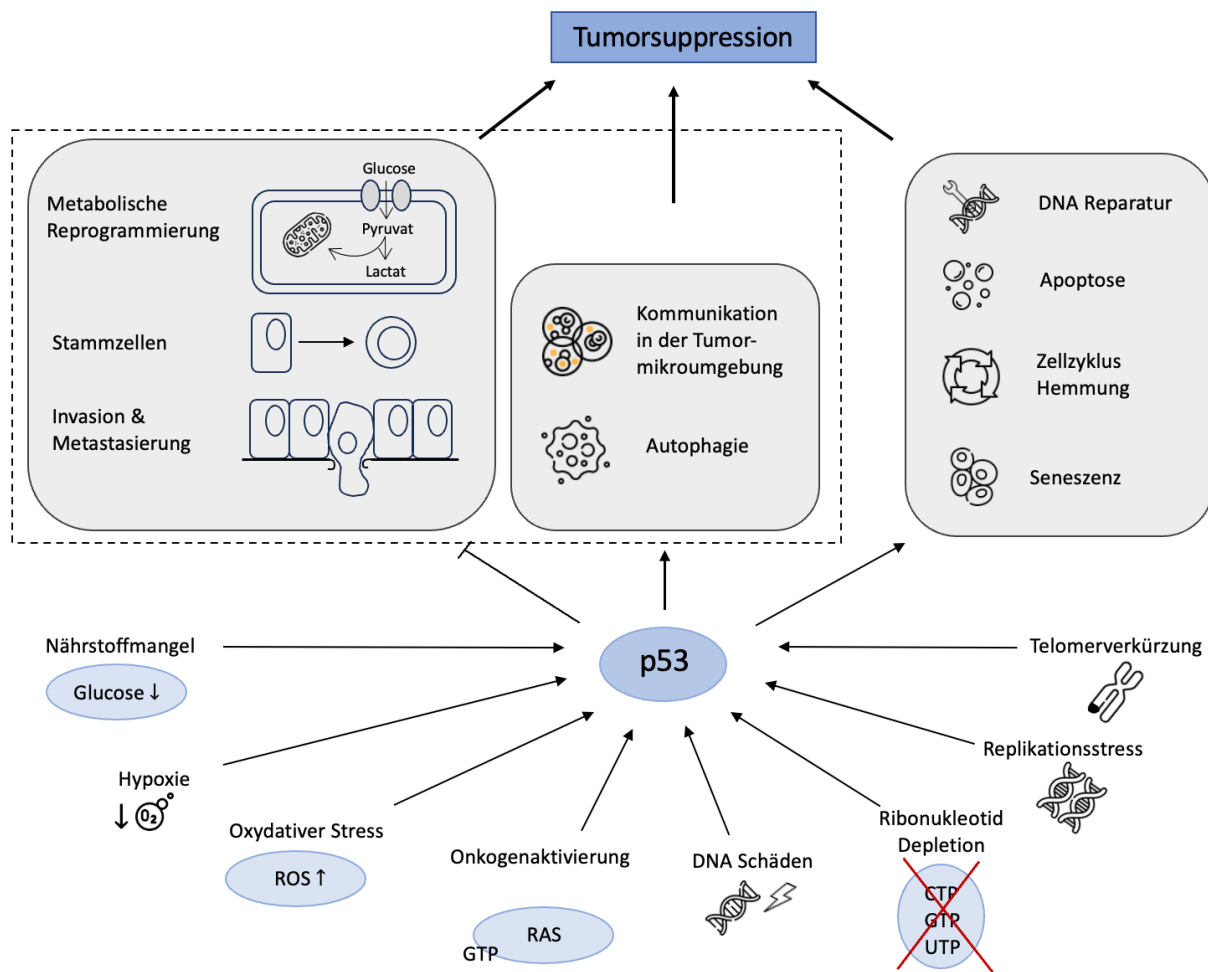 Tumorsuppression
Metabolische
Reprogrammierung
Glucose
Pyruvat
Lactat
Stammzellen
Invasion &
Metastasierung
Kommunikation
in der Tumor-
mikroumgebung
Autophagie
DNA Reparatur
Apoptose
Zellzyklus
Hemmung
Seneszenz
p53
Nährstoffmangel
Glucose ↓
Hypoxie
↓ O₂
Oxydativer Stress
ROS ↑
Onkogenaktivierung
RAS
GTP
DNA Schäden
Ribonukleotid
Depletion
CTP
GTP
UTP
Replikationsstress
Telomerverkürzung